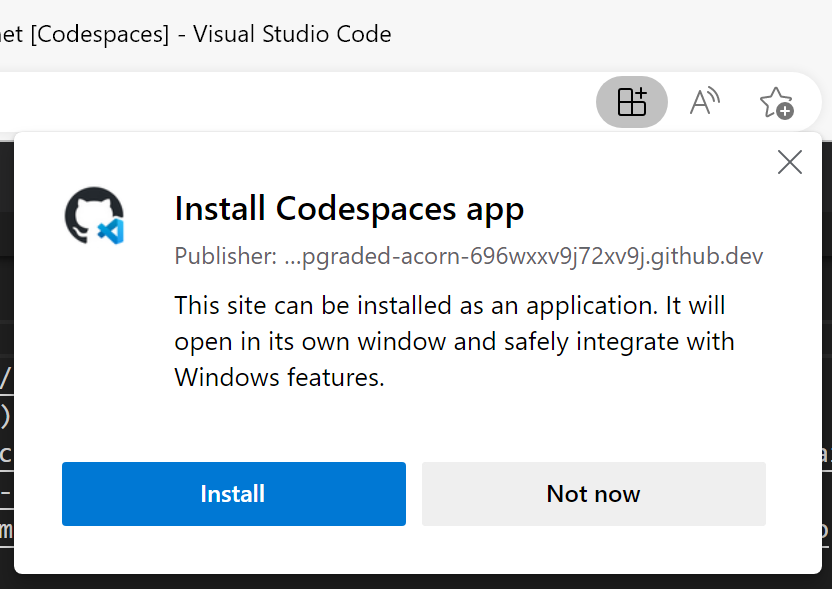 et [Codespaces] - Visual Studio Code
Install Codespaces app
Publisher: ...pgraded-acorn-696wxxv9j72xv9j.github.dev
This site can be installed as an application. It will
open in its own window and safely integrate with
Windows features.
Install
Not now